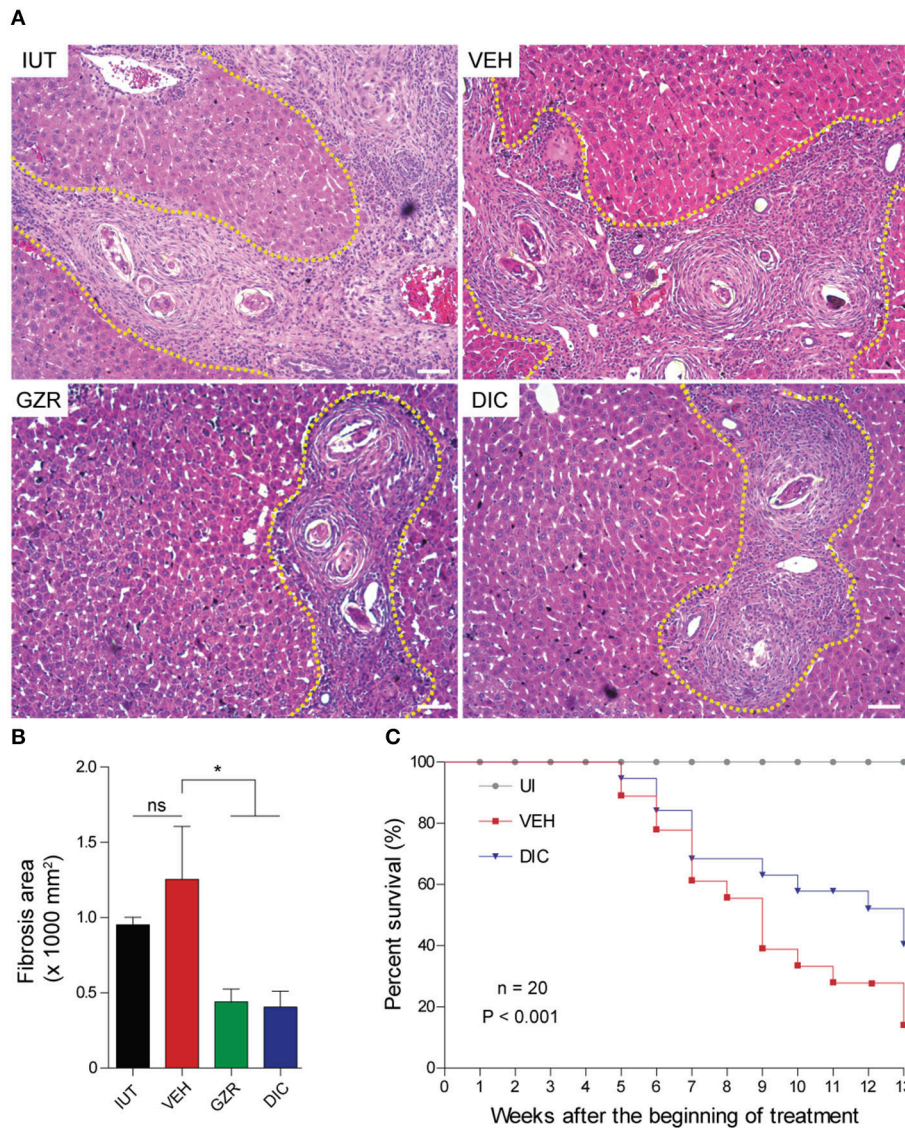 A
IUT
VEH
GZR
DIC
B
2.0
1.5
1.0
0.5
0
Fibrosis area
(x 1000 mm²)
ns
*
IUT
VEH
GZR
DIC
C
100
80
60
40
20
0
Percent survival (%)
UI
VEH
DIC
n = 20
P < 0.001
0 1 2 3 4 5 6 7 8 9 10 11 12 13
Weeks after the beginning of treatment